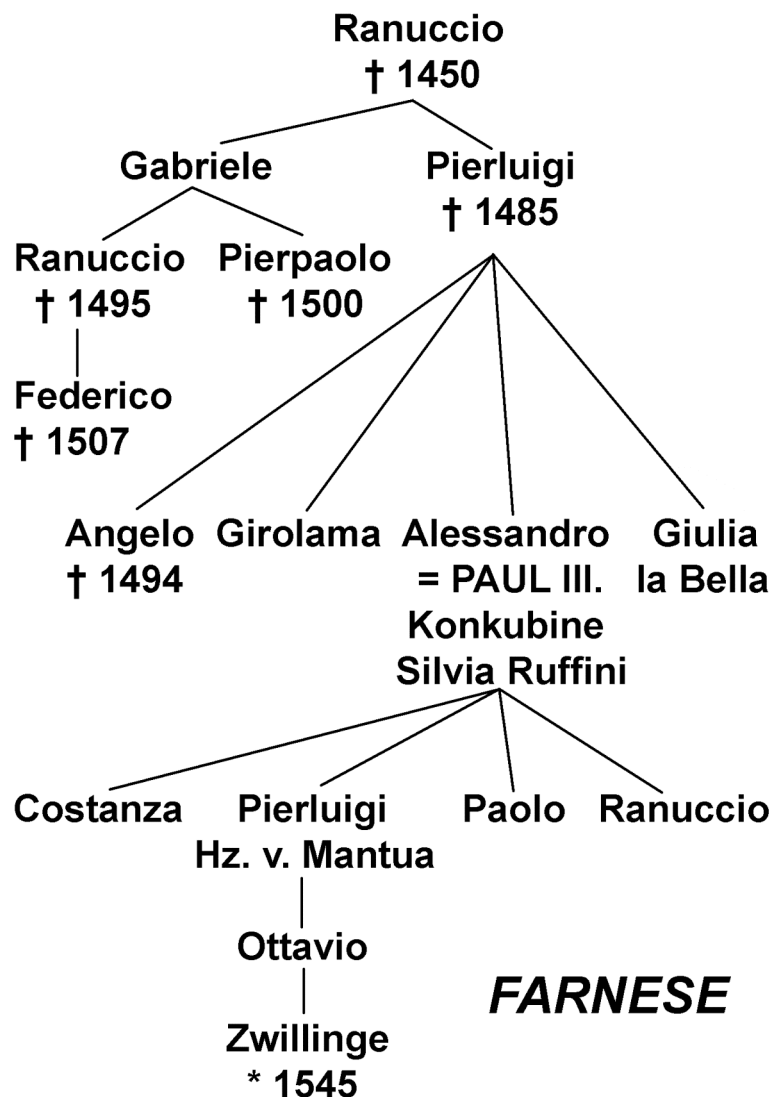 Ranuccio
† 1450
Gabriele
Pierluigi
† 1485
Ranuccio
† 1495
Pierpaolo
† 1500
Federico
† 1507
Angelo
† 1494
Girolama
Alessandro
= PAUL III.
Konkubine
Silvia Ruffini
Giulia
la Bella
Costanza
Pierluigi
Hz. v. Mantua
Paolo
Ranuccio
Ottavio
Zwillinge
* 1545
FARNESE